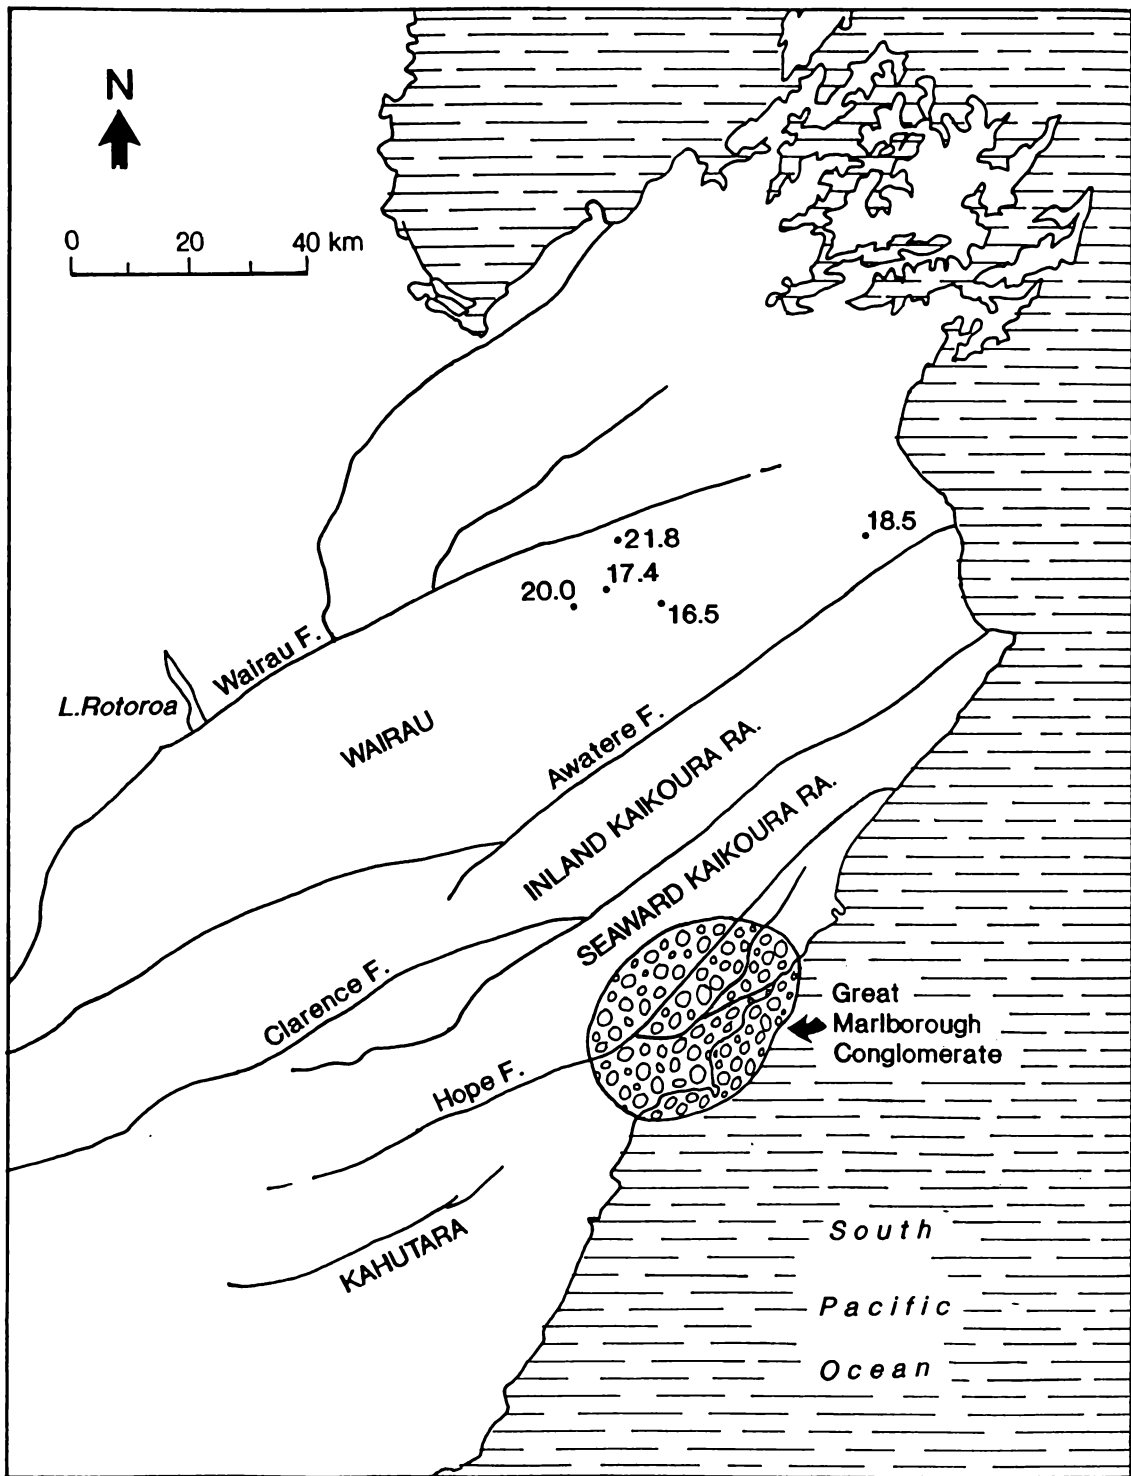 N
0 20 40 km
18.5
21.8
17.4
20.0
16.5
Wairau F.
L.Rotoroa
WAIRAU
Awatere F.
INLAND KAIKOURA RA.
SEAWARD KAIKOURA RA.
Clarence F.
Great
Marlborough
Conglomerate
Hope F.
KAHUTARA
South
Pacific
Ocean